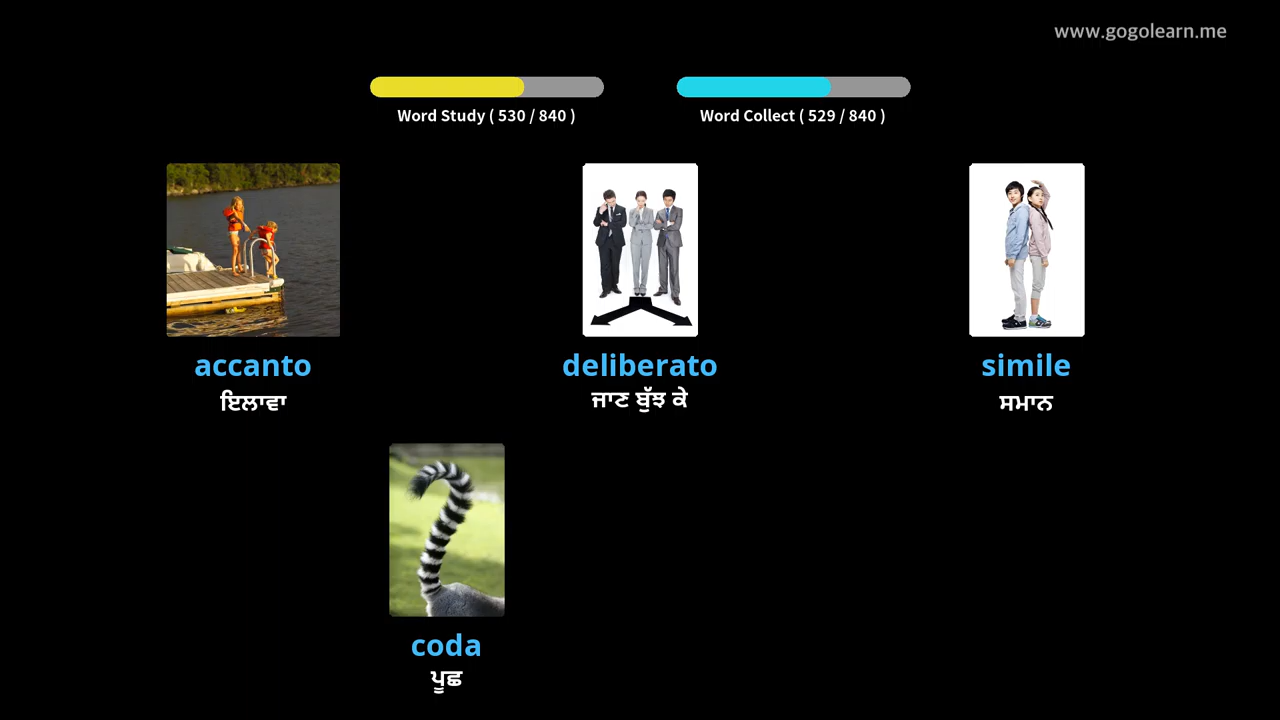 www.gogolearn.me
Word Study ( 530 / 840 )
Word Collect ( 529 / 840 )
accanto
ਇਲਾਵਾ
deliberato
ਜਾਣ ਬੁੱਝ ਕੇ
simile
ਸਮਾਨ
coda
ਪੂਛ